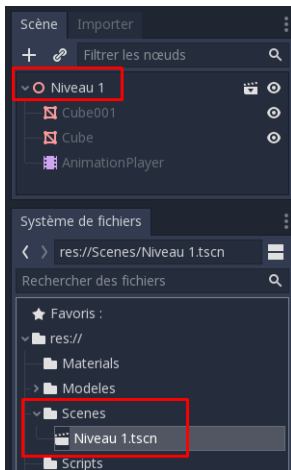 Scène Importer
Filtrer les nœuds
Niveau 1
Cube001
Cube
AnimationPlayer
Système de fichiers
res://Scenes/Niveau 1.tscn
Rechercher des fichiers
Favoris :
res://
Materials
Modeles
Scenes
Niveau 1.tscn
Scripts